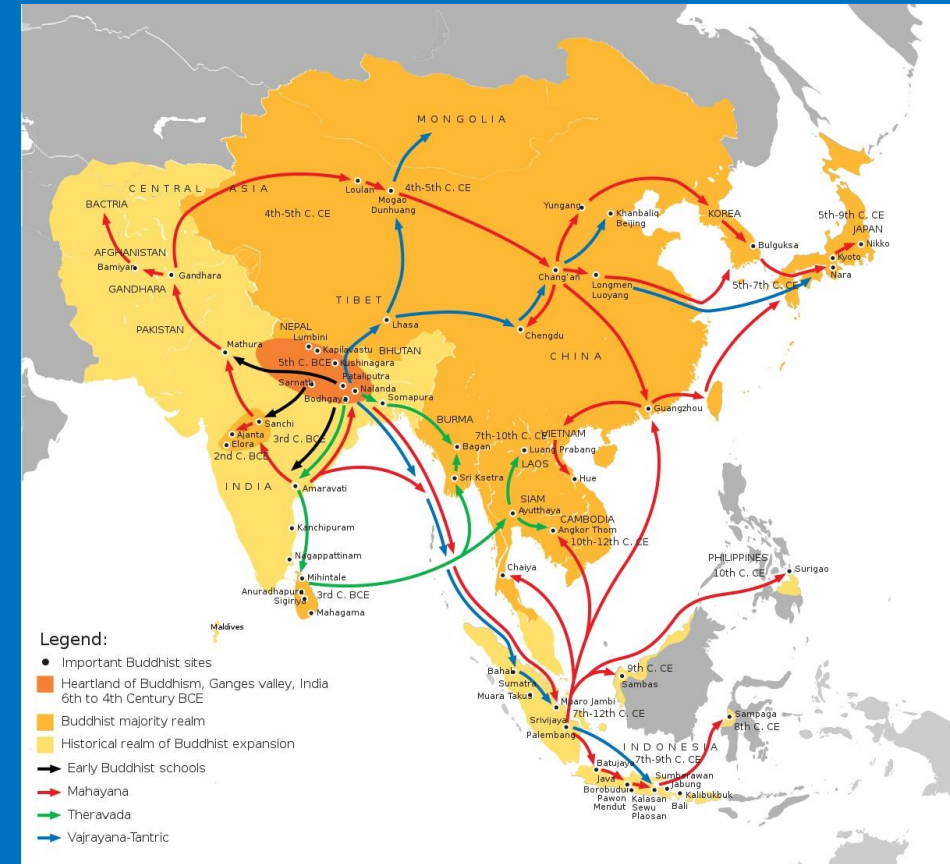 MONGOLIA
CENTRAL ASIA
Loulan
4th-5th C. CE
Mogao
Dunhuang
BACTRIA
4th-5th C. CE
Yungang
Khanbaliq
Beijing
KOREA
5th-9th C. CE
JAPAN
Nikko
Bulguksa
Kyoto
Nara
AFGHANISTAN
Bamiyan
Gandhara
GANDHARA
Chang'an
Longmen
Luoyang
5th-7th C. CE
TIBET
Lhasa
Chengdu
CHINA
PAKISTAN
NEPAL
Lumbini
Mathura
Kapilavastu
BHUTAN
5th C. BCE
Kushinagara
Sarnath
Pataliputra
Nalanda
Bodhgaya
Somapura
Guangzhou
BURMA
7th-10th C. CE
VIETNAM
Sanchi
Ajanta
Elora
3rd C. BCE
2nd C. BCE
Bagan
Luang Prabang
LAOS
INDIA
Amaravati
Sri Ksetra
Hue
SIAM
Ayutthaya
CAMBODIA
Angkor Thom
10th-12th C. CE
Kanchipuram
Nagappattinam
PHILIPPINES
10th C. CE
Surigao
Chaiya
Mihintale
Anuradhapura
Sigiriya
3rd C. BCE
Mahagama
Maldives
Legend:
Important Buddhist sites
Heartland of Buddhism, Ganges valley, India
6th to 4th Century BCE
Buddhist majority realm
Historical realm of Buddhist expansion
Early Buddhist schools
Mahayana
Theravada
Vajrayana-Tantric
Bahal
Sumatra
Muara Takus
9th C. CE
Sambas
Muaro Jambi
7th-12th C. CE
Srivijaya
Palembang
Sampaga
8th C. CE
INDONESIA
7th-9th C. CE
Batujaya
Java
Borobudur
Pawon
Mendut
Kalasan
Sewu
Plaosan
Sumberawan
Jabung
Kalibukbuk
Bali